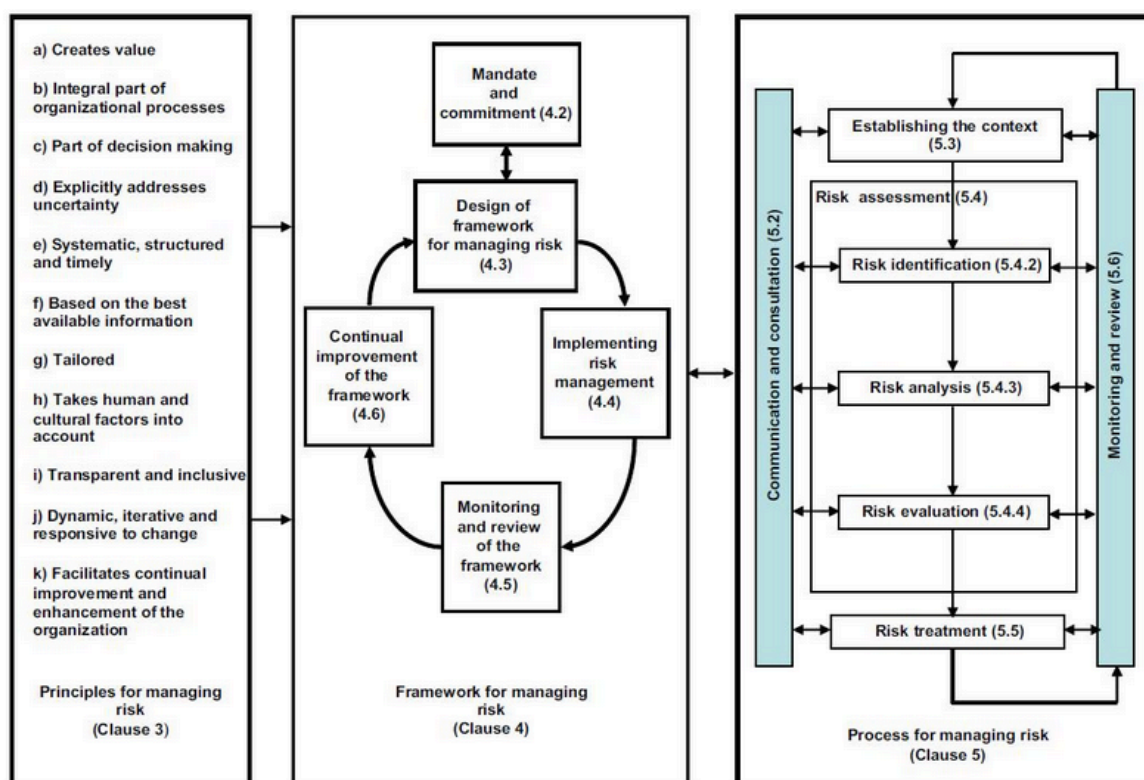 a) Creates value
b) Integral part of
organizational processes
c) Part of decision making
d) Explicitly addresses
uncertainty
e) Systematic, structured
and timely
f) Based on the best
available information
g) Tailored
h) Takes human and
cultural factors into
account
i) Transparent and inclusive
j) Dynamic, iterative and
responsive to change
k) Facilitates continual
improvement and
enhancement of the
organization
Principles for managing
risk
(Clause 3)
Mandate
and
commitment (4.2)
Design of
framework
for managing risk
(4.3)
Continual
improvement
of the
framework
(4.6)
Implementing
risk
management
(4.4)
Monitoring
and review
of the
framework
(4.5)
Framework for managing
risk
(Clause 4)
Communication and consultation (5.2)
Establishing the context
(5.3)
Risk assessment (5.4)
Risk identification (5.4.2)
Risk analysis (5.4.3)
Risk evaluation (5.4.4)
Risk treatment (5.5)
Monitoring and review (5.6)
Process for managing risk
(Clause 5)